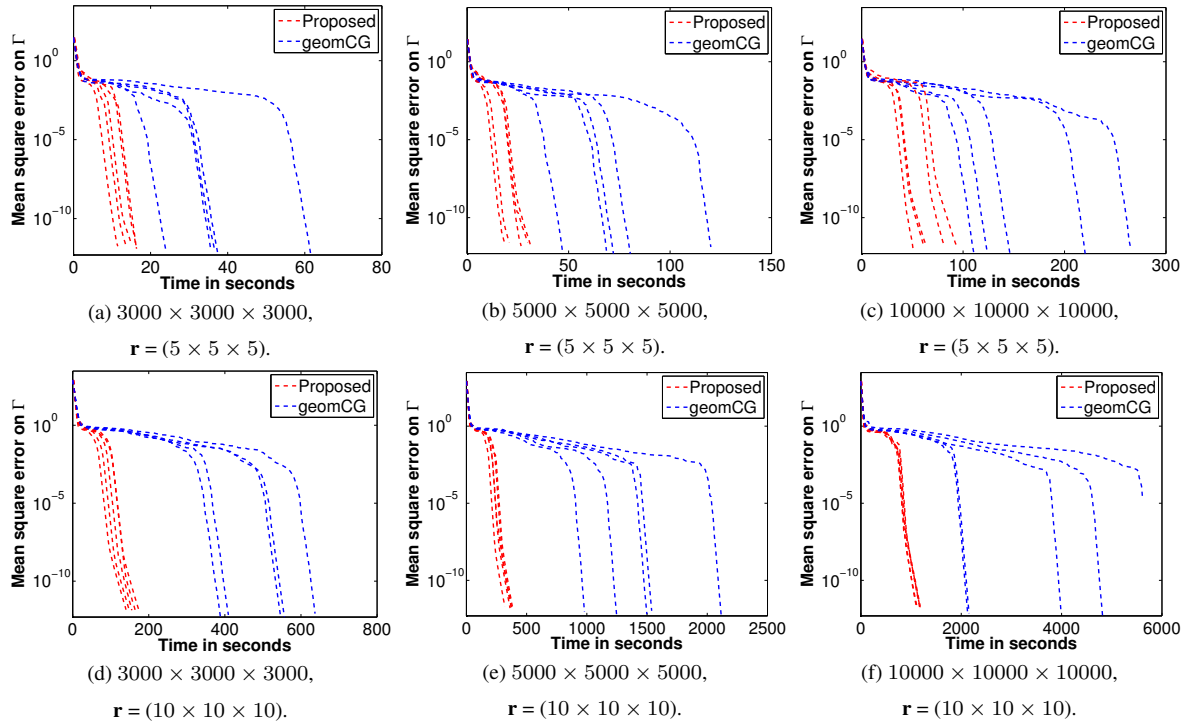 Mean square error on Γ
10^0
10^-5
10^-10
0 20 40 60 80
Time in seconds
Proposed
geomCG
(a) 3000 × 3000 × 3000,
r = (5 × 5 × 5).
Mean square error on Γ
10^0
10^-5
10^-10
0 50 100 150
Time in seconds
Proposed
geomCG
(b) 5000 × 5000 × 5000,
r = (5 × 5 × 5).
Mean square error on Γ
10^0
10^-5
10^-10
0 100 200 300
Time in seconds
Proposed
geomCG
(c) 10000 × 10000 × 10000,
r = (5 × 5 × 5).
Mean square error on Γ
10^0
10^-5
10^-10
0 200 400 600 800
Time in seconds
Proposed
geomCG
(d) 3000 × 3000 × 3000,
r = (10 × 10 × 10).
Mean square error on Γ
10^0
10^-5
10^-10
0 500 1000 1500 2000 2500
Time in seconds
Proposed
geomCG
(e) 5000 × 5000 × 5000,
r = (10 × 10 × 10).
Mean square error on Γ
10^0
10^-5
10^-10
0 2000 4000 6000
Time in seconds
Proposed
geomCG
(f) 10000 × 10000 × 10000,
r = (10 × 10 × 10).